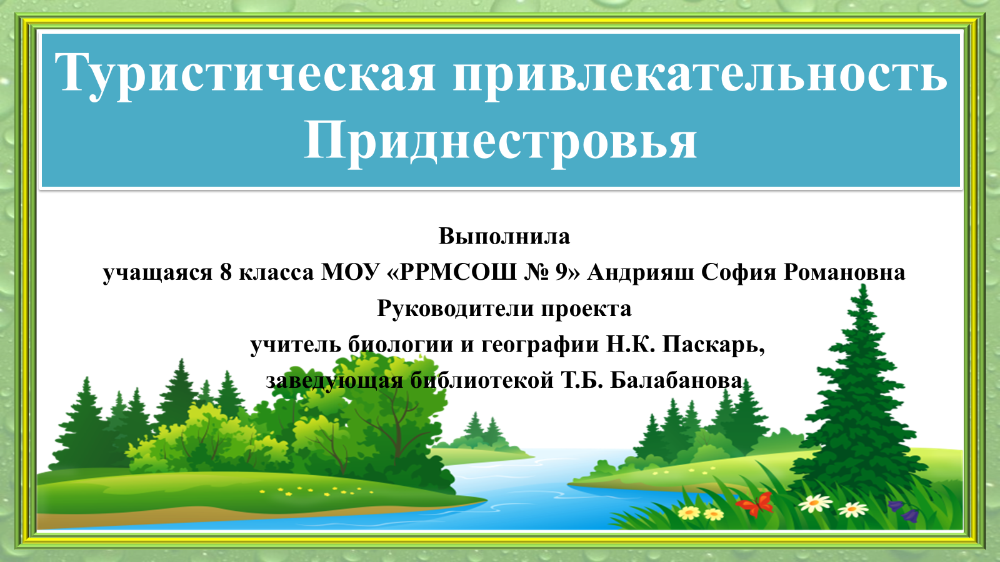 Туристическая привлекательность
Приднестровья
Выполнила
учащаяся 8 класса МОУ «РРМСОШ № 9» Андрияш София Романовна
Руководители проекта
учитель биологии и географии Н.К. Паскарь,
заведующая библиотекой Т.Б. Балабанова